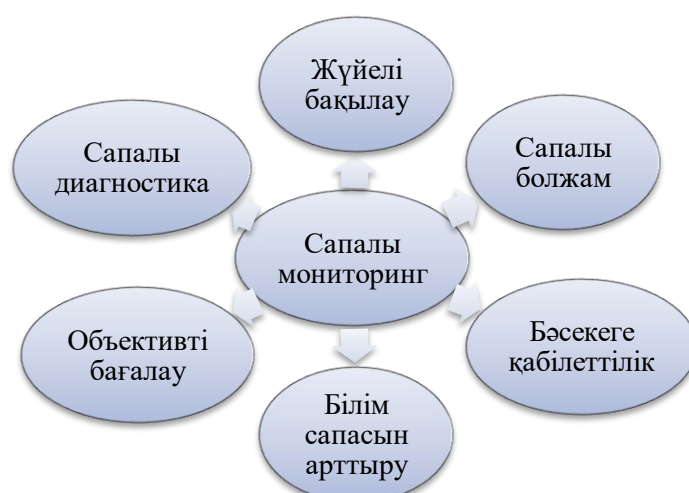 Жүйелі
бақылау
Сапалы
диагностика
Сапалы
болжам
Сапалы
мониторинг
Объективті
бағалау
Бәсекеге
қабілеттілік
Білім
сапасын
арттыру